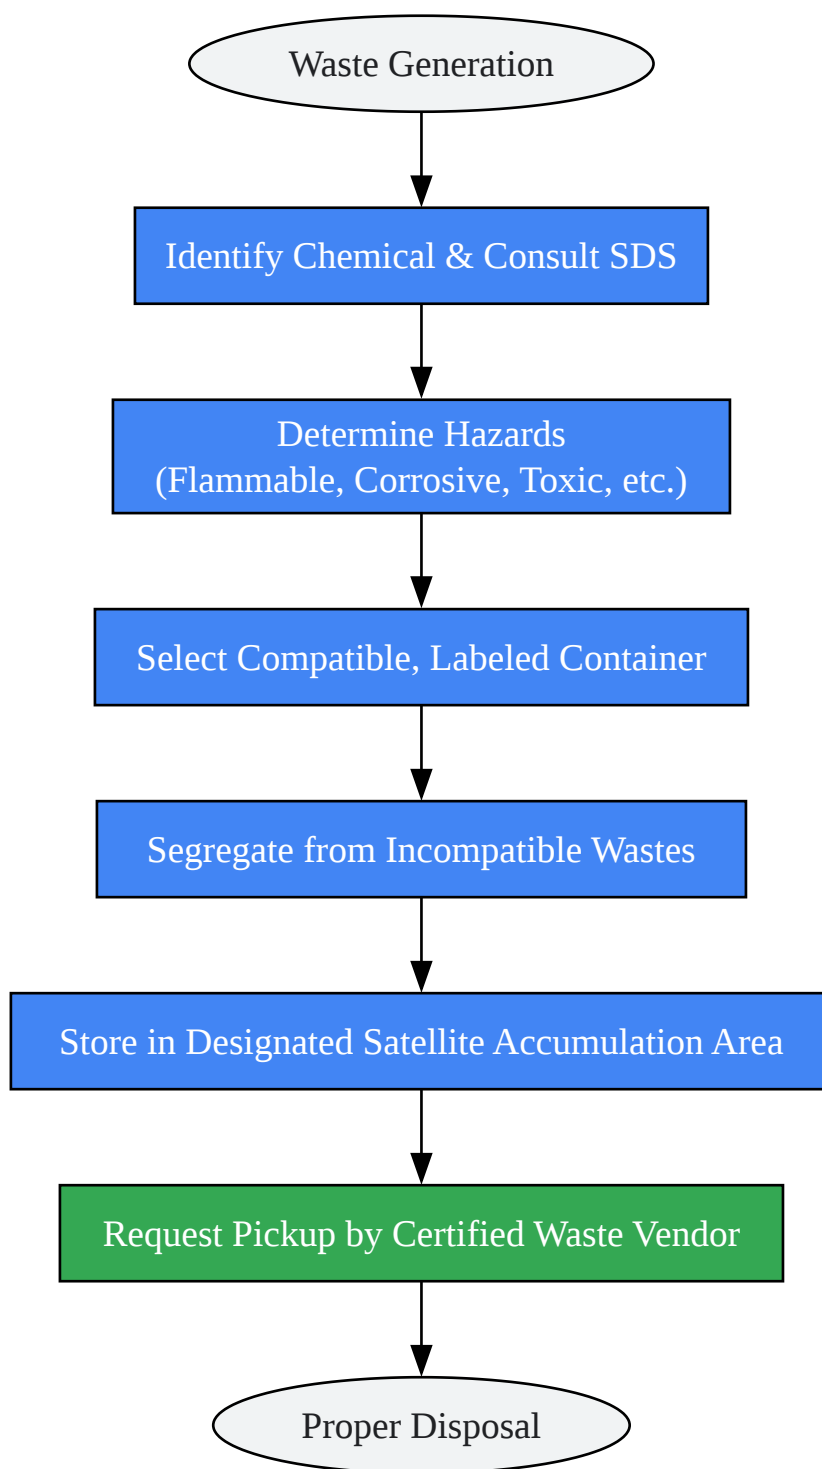 Waste Generation
Identify Chemical & Consult SDS
Determine Hazards
(Flammable, Corrosive, Toxic, etc.)
Select Compatible, Labeled Container
Segregate from Incompatible Wastes
Store in Designated Satellite Accumulation Area
Request Pickup by Certified Waste Vendor
Proper Disposal